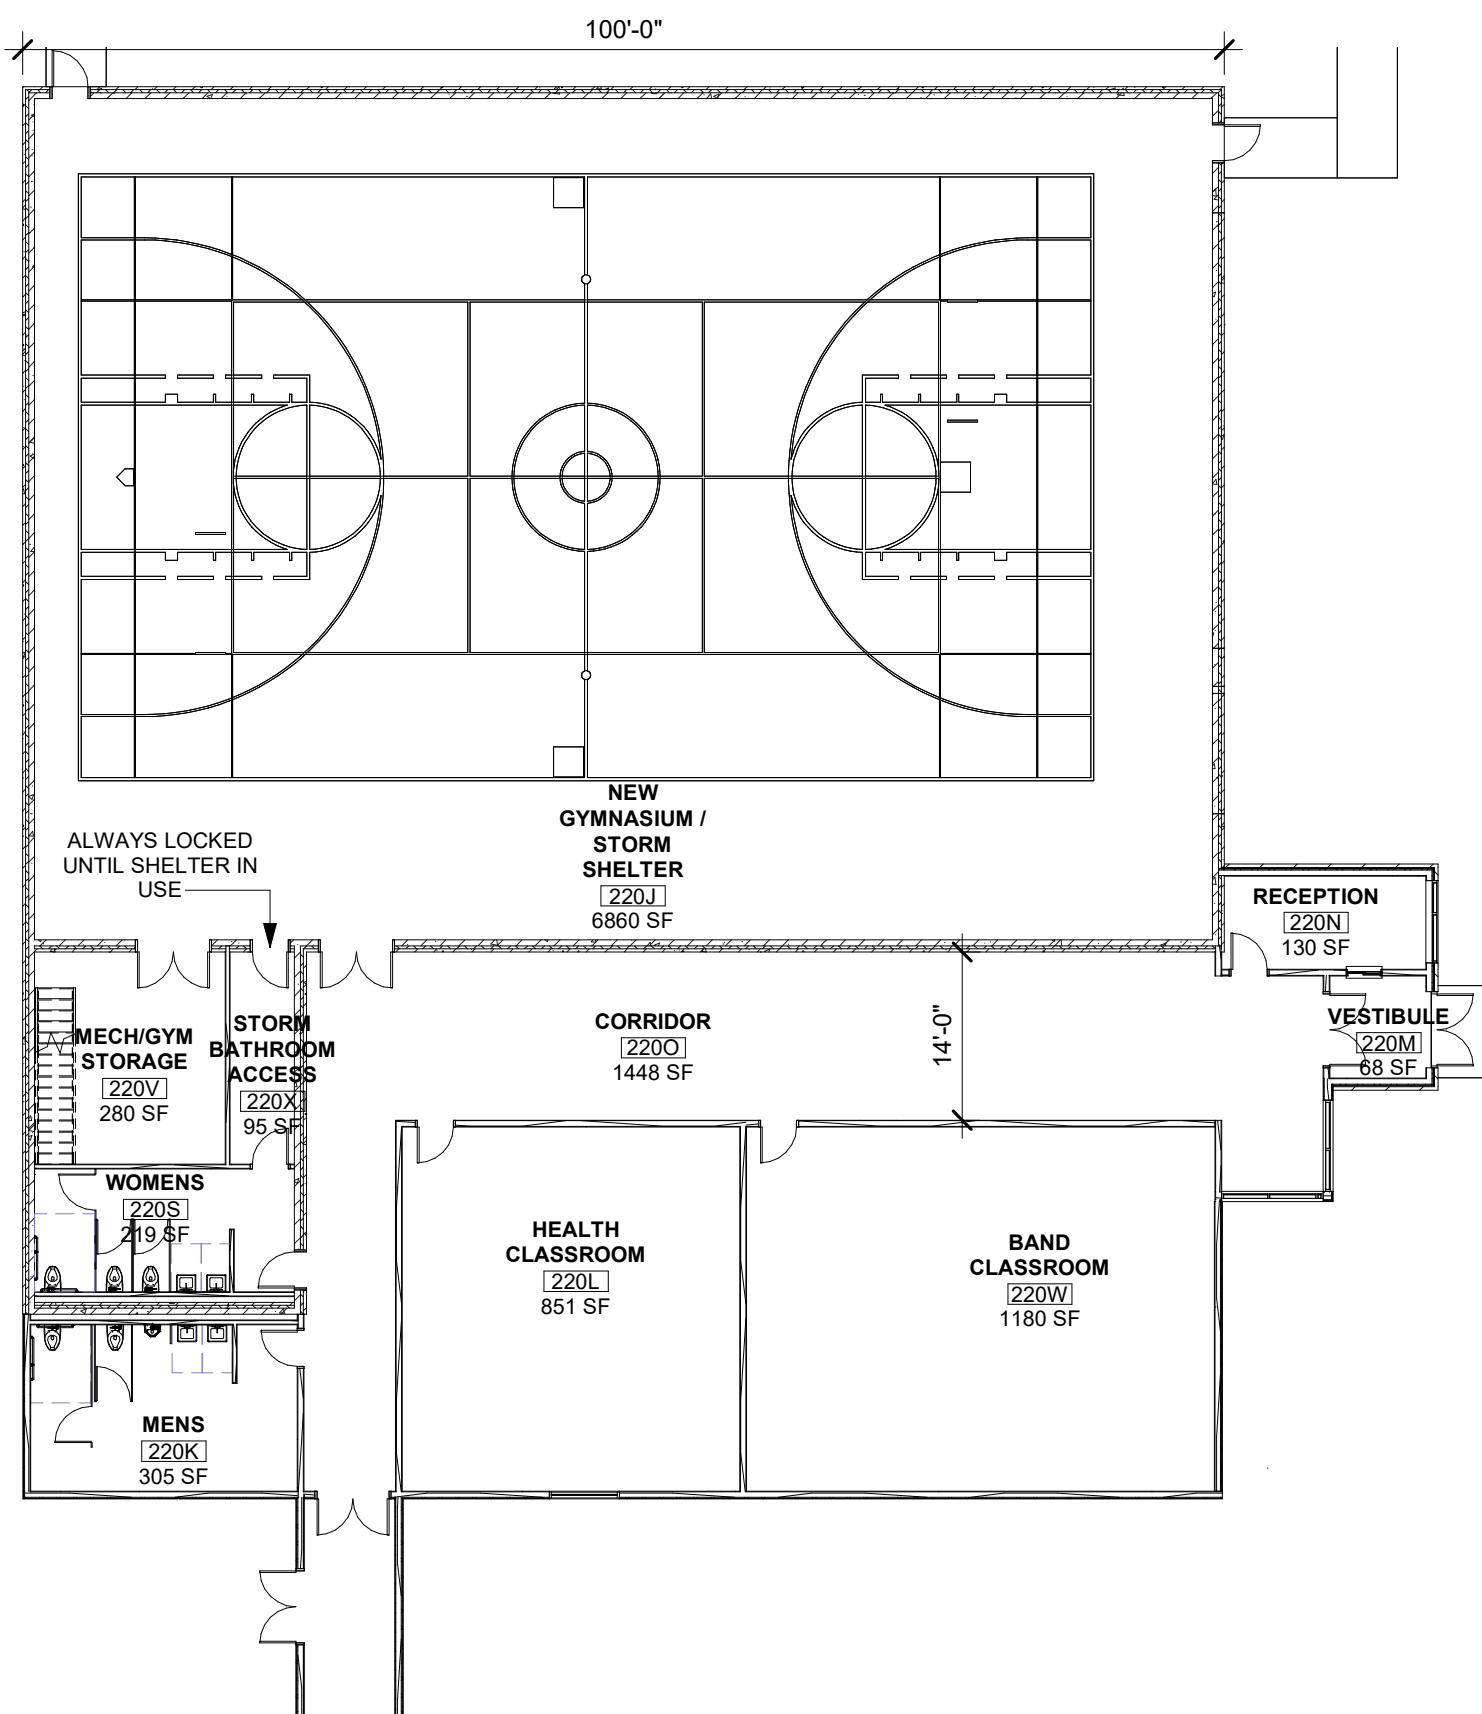 100'-0"
NEW
GYMNASIUM /
STORM
SHELTER
220J
6860 SF
ALWAYS LOCKED
UNTIL SHELTER IN
USE
RECEPTION
220N
130 SF
MECH/GYM
STORAGE
220V
280 SF
STORM
BATHROOM
ACCESS
220X
95 SF
CORRIDOR
220O
1448 SF
14'-0"
VESTIBULE
220M
68 SF
WOMENS
220S
219 SF
HEALTH
CLASSROOM
220L
851 SF
BAND
CLASSROOM
220W
1180 SF
MENS
220K
305 SF